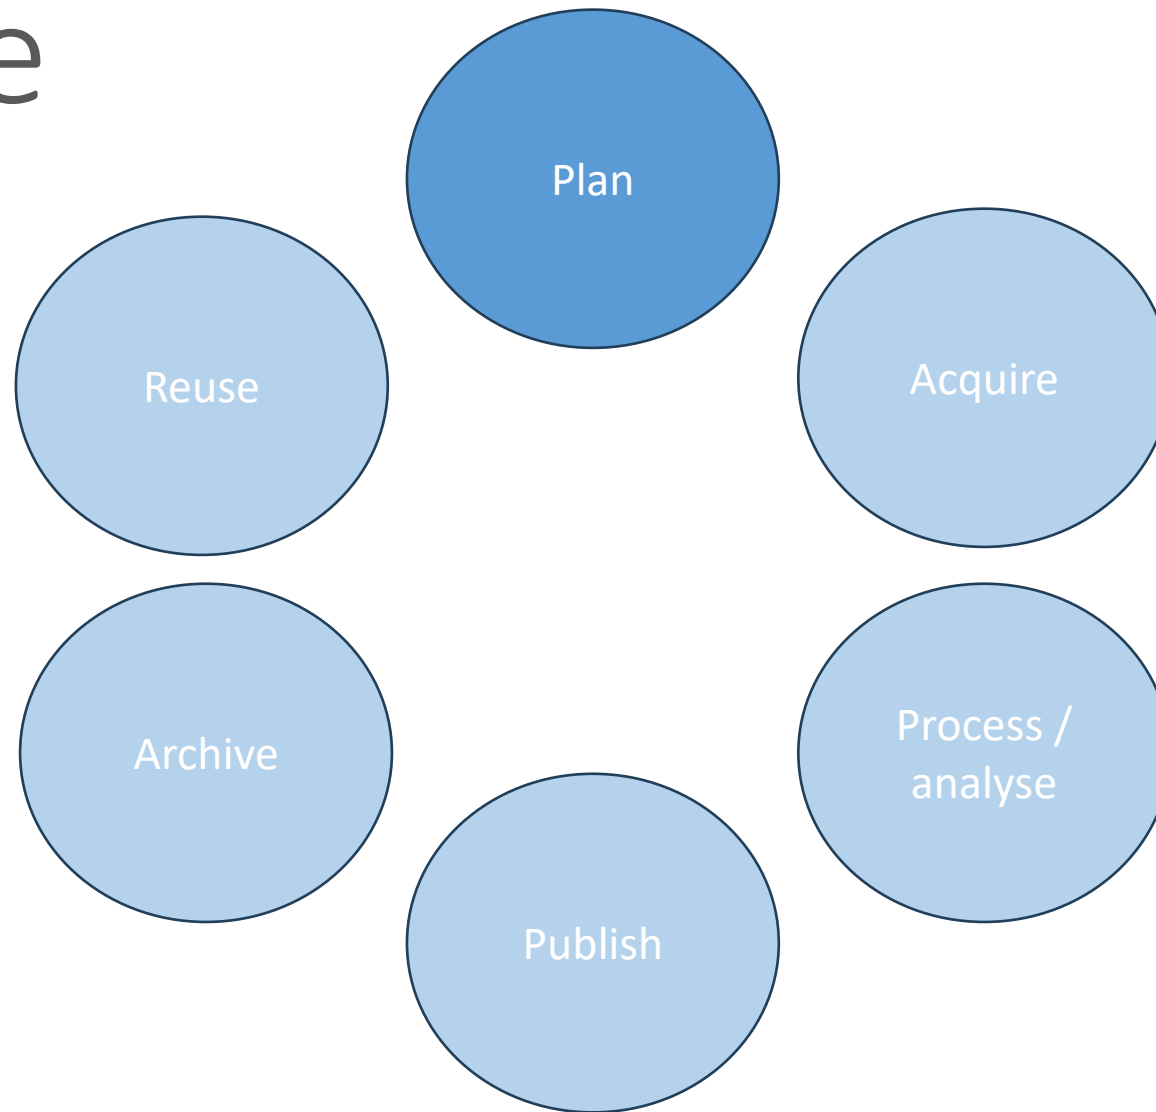 e
Plan
Acquire
Process /
analyse
Publish
Archive
Reuse